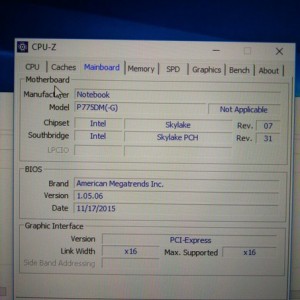 CPU-Z
CPU Caches Mainboard Memory SPD Graphics Bench About
Motherboard
Manufacturer Notebook
Model P775DM(-G) Not Applicable
Chipset Intel Skylake Rev. 07
Southbridge Intel Skylake PCH Rev. 31
LPCIO
BIOS
Brand American Megatrends Inc.
Version 1.05.06
Date 11/17/2015
Graphic Interface
Version PCI-Express
Link Width x16 Max. Supported x16
Side Band Addressing